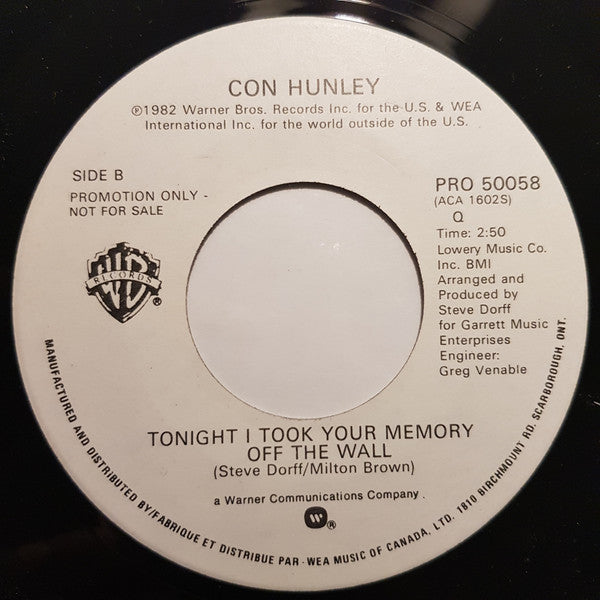 CON HUNLEY
℗1982 Warner Bros. Records Inc. for the U.S. & WEA
International Inc. for the world outside of the U.S.
SIDE B
PROMOTION ONLY -
NOT FOR SALE
PRO 50058
(ACA 1602S)
Q
Time: 2:50
Lowery Music Co.
Inc. BMI
Arranged and
Produced by
Steve Dorff
for Garrett Music
Enterprises
Engineer:
Greg Venable
WB
RECORDS
®
TONIGHT I TOOK YOUR MEMORY
OFF THE WALL
(Steve Dorff/Milton Brown)
a Warner Communications Company.
®
MANUFACTURED AND DISTRIBUTED BY/FABRIQUE ET DISTRIBUE PAR - WEA MUSIC OF CANADA, LTD. 1810 BIRCHMOUNT RD. SCARBOROUGH, ONT.